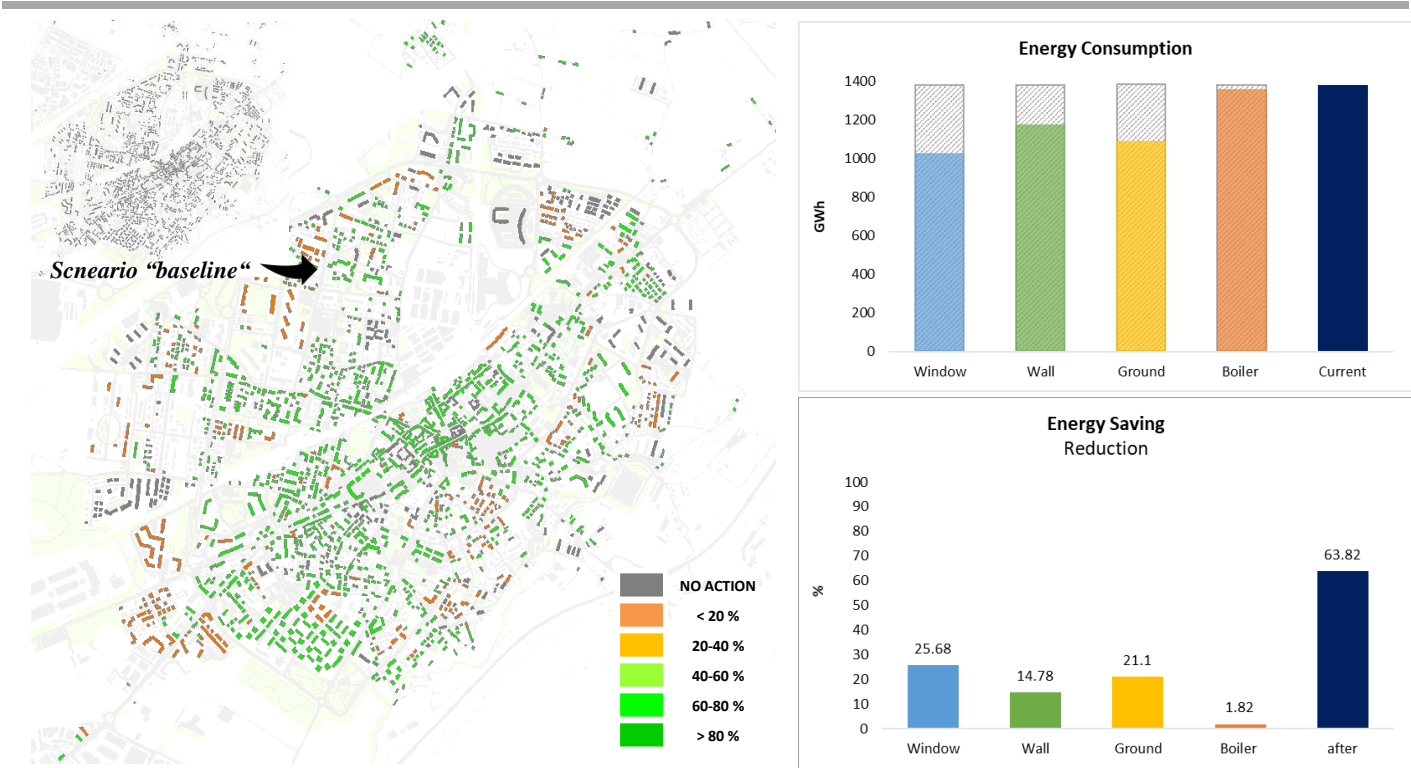 Scneario “baseline“
NO ACTION
< 20 %
20-40 %
40-60 %
60-80 %
> 80 %
Energy Consumption
GWh
1400
1200
1000
800
600
400
200
0
Window Wall Ground Boiler Current
Energy Saving
Reduction
%
100
90
80
70
60
50
40
30
20
10
0
25.68
14.78
21.1
1.82
63.82
Window Wall Ground Boiler after